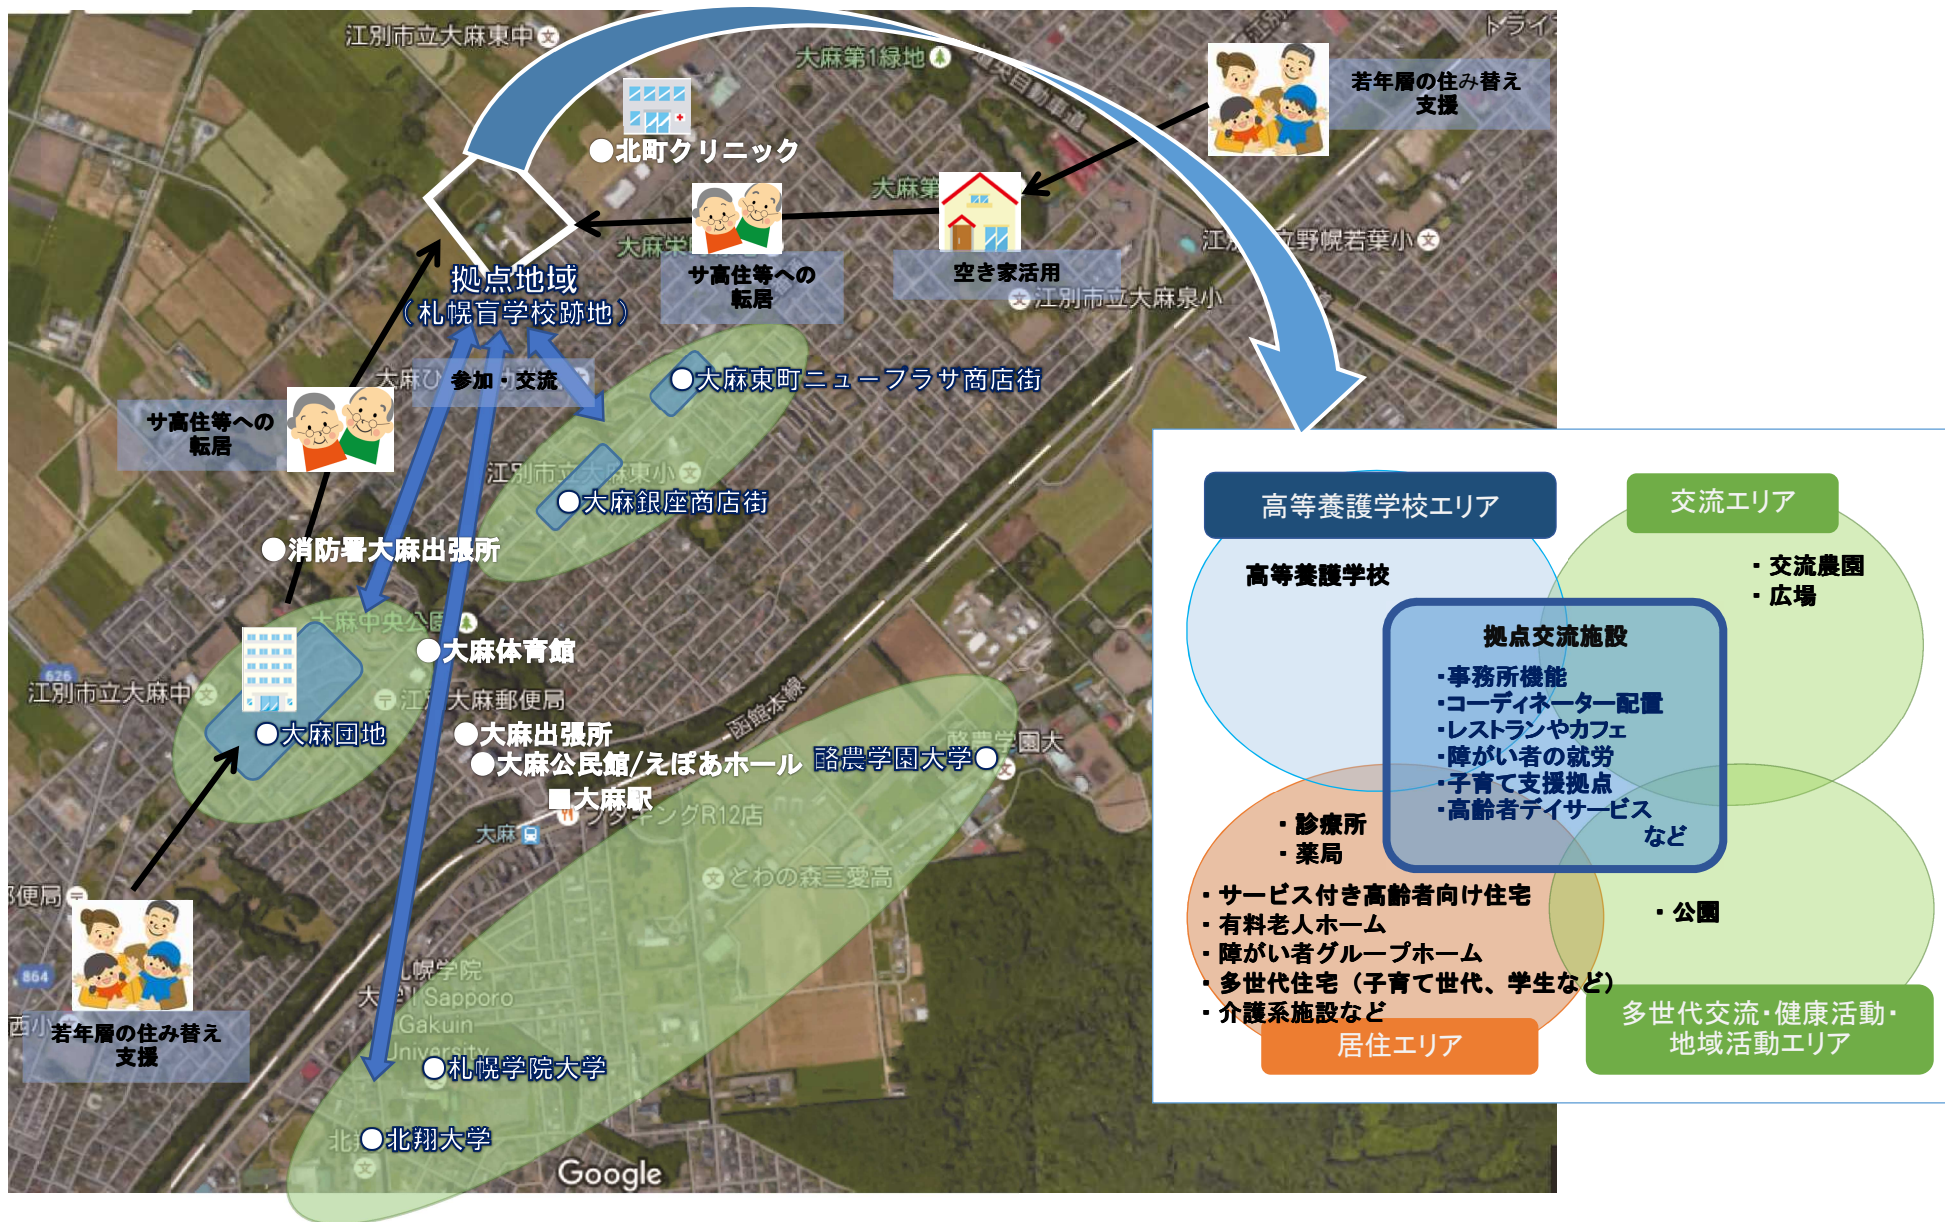 江別市立大麻東中
大麻第1緑地
若年層の住み替え
支援
●北町クリニック
大麻第
サ高住等への
転居
空き家活用
江別市立大麻泉小
拠点地域
（札幌盲学校跡地）
参加・交流
●大麻東町ニュープラザ商店街
サ高住等への
転居
江別市立大麻東小
●大麻銀座商店街
●消防署大麻出張所
大麻中央公園
●大麻体育館
626
江別市立大麻中
江別大麻郵便局
函館本線
●大麻団地
●大麻出張所
●大麻公民館/えぽあホール
酪農学園大学●
酪農学園大
■大麻駅
大麻
とわの森三愛高
864
若年層の住み替え
支援
Sapporo
Gakuin
University
●札幌学院大学
●北翔大学
Google
高等養護学校エリア
交流エリア
高等養護学校
・交流農園
・広場
拠点交流施設
・事務所機能
・コーディネーター配置
・レストランやカフェ
・障がい者の就労
・子育て支援拠点
・高齢者デイサービス
など
・診療所
・薬局
・サービス付き高齢者向け住宅
・有料老人ホーム
・障がい者グループホーム
・多世代住宅（子育て世代、学生など）
・介護系施設など
・公園
居住エリア
多世代交流・健康活動・
地域活動エリア